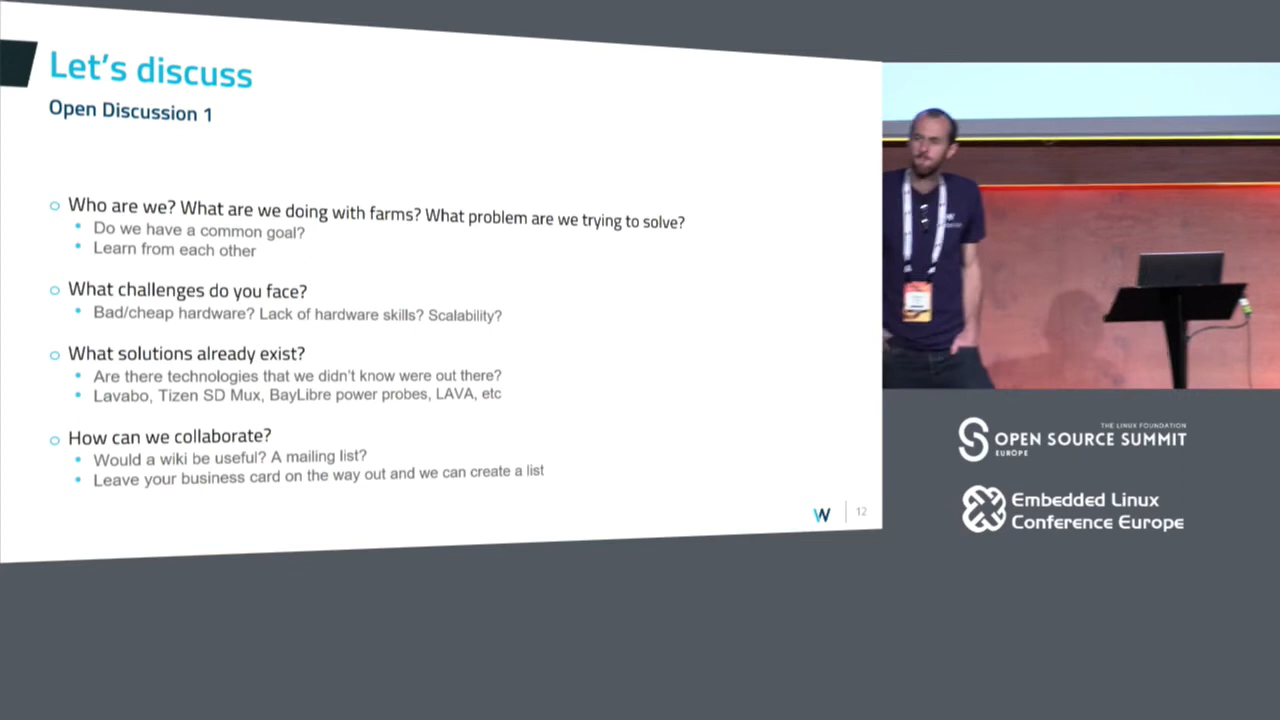 Let's discuss
Open Discussion 1
Who are we? What are we doing with farms? What problem are we trying to solve?
Do we have a common goal?
Learn from each other
What challenges do you face?
Bad/cheap hardware? Lack of hardware skills? Scalability?
What solutions already exist?
Are there technologies that we didn't know were out there?
Lavabo, Tizen SD Mux, BayLibre power probes, LAVA, etc
How can we collaborate?
Would a wiki be useful? A mailing list?
Leave your business card on the way out and we can create a list
W
12
THE LINUX FOUNDATION
OPEN SOURCE SUMMIT
EUROPE
Embedded Linux
Conference Europe